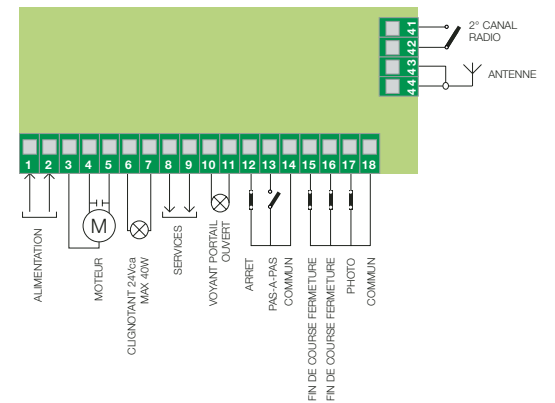 41
42
43
44
2° CANAL
RADIO
ANTENNE
1 2 3 4 5 6 7 8 9 10 11 12 13 14 15 16 17 18
M
ALIMENTATION
MOTEUR
CLIGNOTANT 24Vca
MAX 40W
SERVICES
VOYANT PORTAIL
OUVERT
ARRET
PAS-A-PAS
COMMUN
FIN DE COURSE FERMETURE
FIN DE COURSE FERMETURE
PHOTO
COMMUN